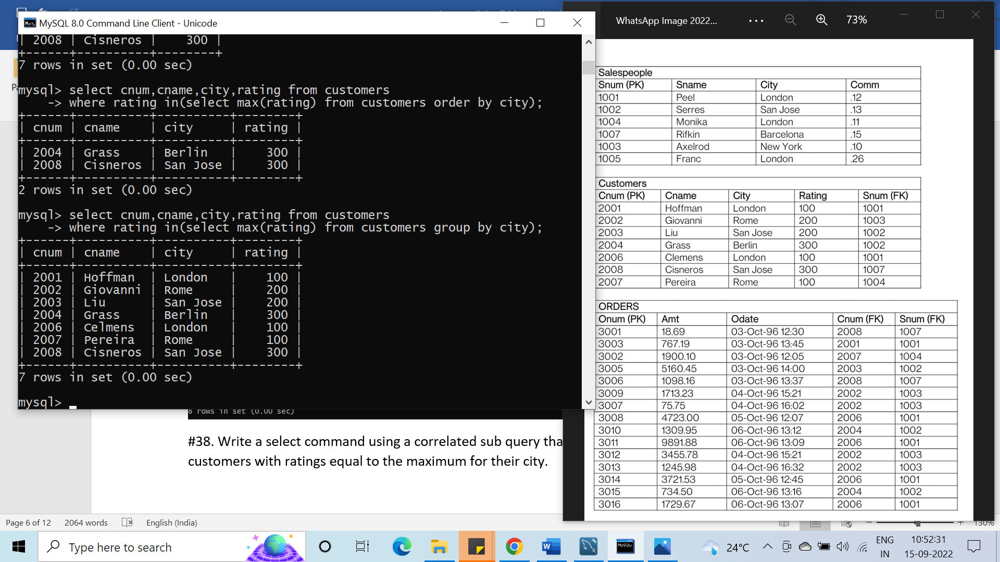 MySQL 8.0 Command Line Client - Unicode
| 2008 | Cisneros |    300 |
+------+----------+--------+
7 rows in set (0.00 sec)
mysql> select cnum,cname,city,rating from customers
    -> where rating in(select max(rating) from customers order by city);
+------+----------+----------+--------+
| cnum | cname    | city     | rating |
+------+----------+----------+--------+
| 2004 | Grass    | Berlin   |    300 |
| 2008 | Cisneros | San Jose |    300 |
+------+----------+----------+--------+
2 rows in set (0.00 sec)
mysql> select cnum,cname,city,rating from customers
    -> where rating in(select max(rating) from customers group by city);
+------+----------+----------+--------+
| cnum | cname    | city     | rating |
+------+----------+----------+--------+
| 2001 | Hoffman  | London   |    100 |
| 2002 | Giovanni | Rome     |    200 |
| 2003 | Liu      | San Jose |    200 |
| 2004 | Grass    | Berlin   |    300 |
| 2006 | Celmens  | London   |    100 |
| 2007 | Pereira  | Rome     |    100 |
| 2008 | Cisneros | San Jose |    300 |
+------+----------+----------+--------+
7 rows in set (0.00 sec)
mysql>
8 rows in set (0.00 sec)
#38. Write a select command using a correlated sub query tha
customers with ratings equal to the maximum for their city.
WhatsApp Image 2022... 73%
Salespeople
Snum (PK) Sname City Comm
1001 Peel London .12
1002 Serres San Jose .13
1004 Monika London .11
1007 Rifkin Barcelona .15
1003 Axelrod New York .10
1005 Franc London .26
Customers
Cnum (PK) Cname City Rating Snum (FK)
2001 Hoffman London 100 1001
2002 Giovanni Rome 200 1003
2003 Liu San Jose 200 1002
2004 Grass Berlin 300 1002
2006 Clemens London 100 1001
2008 Cisneros San Jose 300 1007
2007 Pereira Rome 100 1004
ORDERS
Onum (PK) Amt Odate Cnum (FK) Snum (FK)
3001 18.69 03-Oct-96 12:30 2008 1007
3003 767.19 03-Oct-96 13:45 2001 1001
3002 1900.10 03-Oct-96 12:05 2007 1004
3005 5160.45 03-Oct-96 14:00 2003 1002
3006 1098.16 03-Oct-96 13:37 2008 1007
3009 1713.23 04-Oct-96 15:21 2002 1003
3007 75.75 04-Oct-96 16:02 2002 1003
3008 4723.00 05-Oct-96 12:07 2006 1001
3010 1309.95 06-Oct-96 13:12 2004 1002
3011 9891.88 06-Oct-96 13:09 2006 1001
3012 3455.78 04-Oct-96 15:21 2002 1003
3013 1245.98 04-Oct-96 16:32 2002 1003
3014 3721.53 05-Oct-96 12:45 2006 1001
3015 734.50 06-Oct-96 13:16 2004 1002
3016 1729.67 06-Oct-96 13:07 2006 1001
Page 6 of 12 2064 words English (India) 130%
Type here to search
24°C ENG 10:52:31
IN 15-09-2022